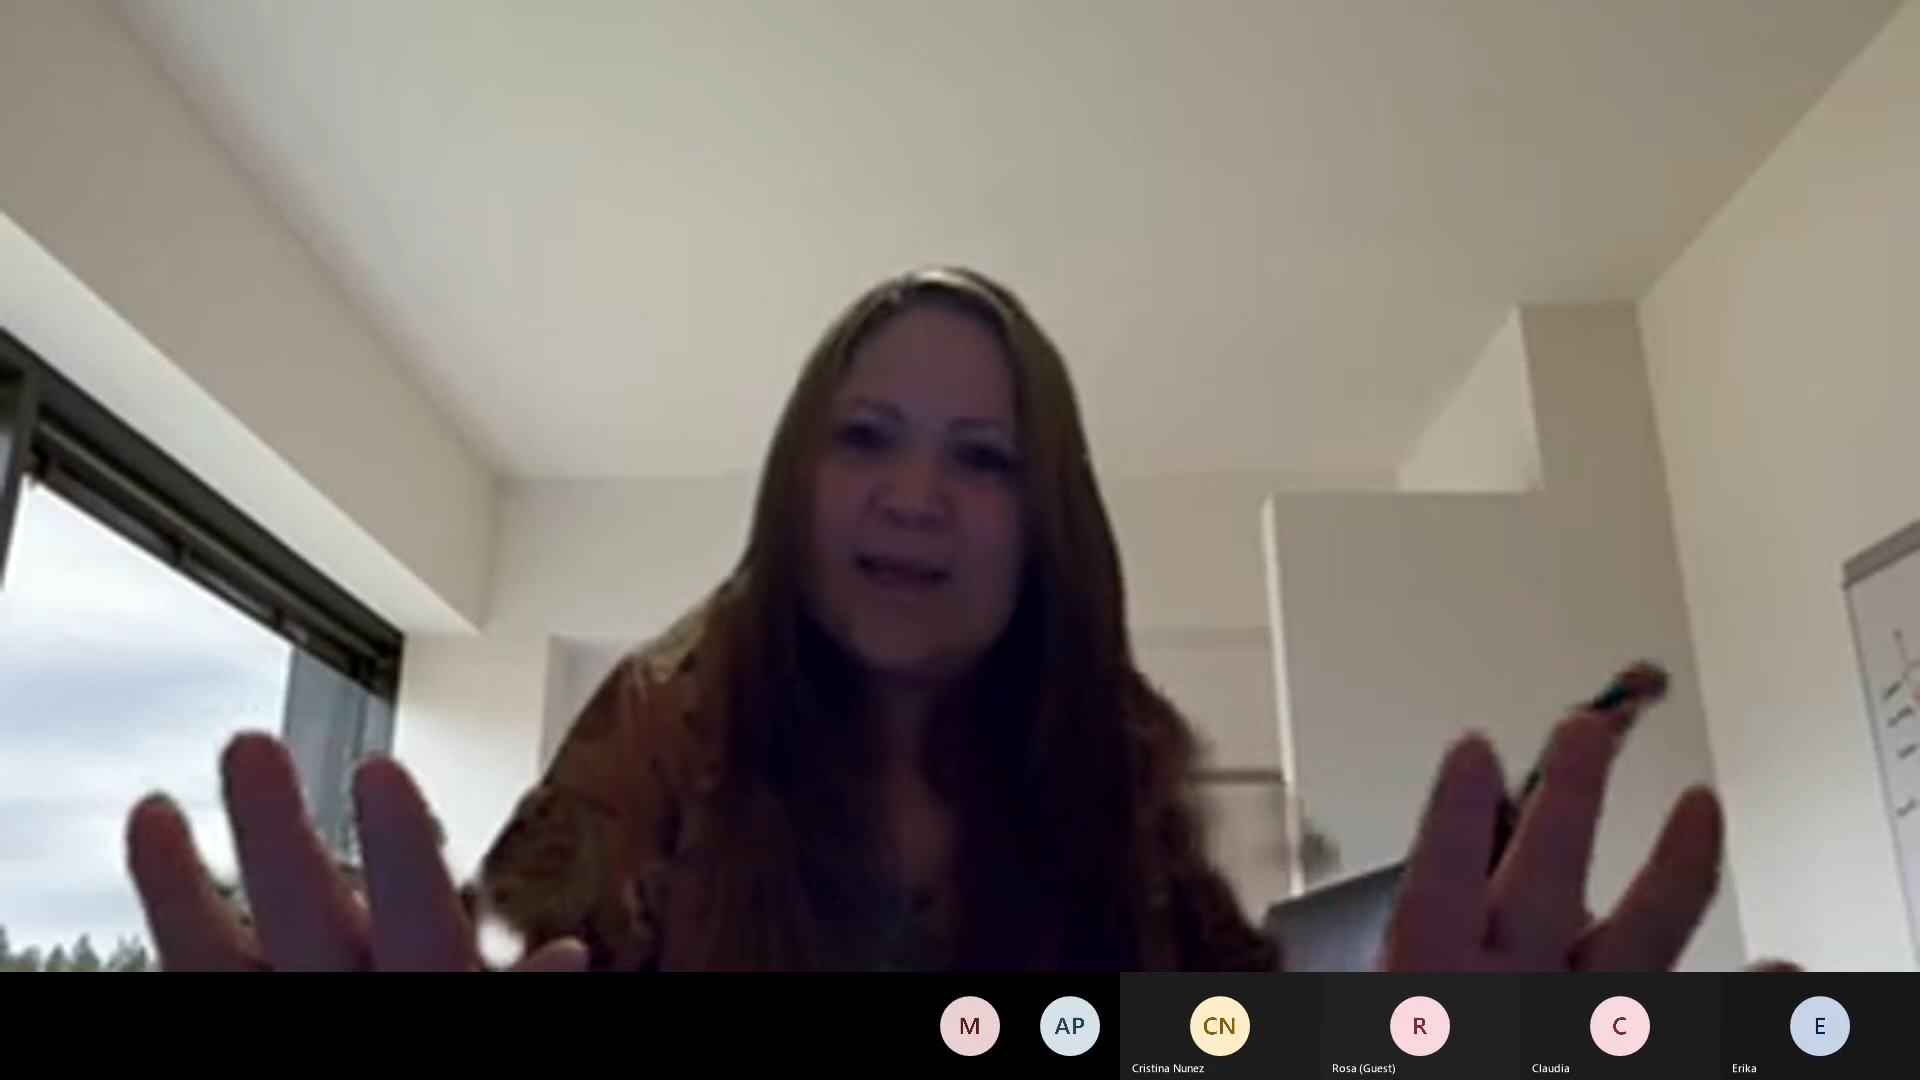 M
AP
CN
R
C
E
Cristina Nunez
Rosa (Guest)
Claudia
Erika